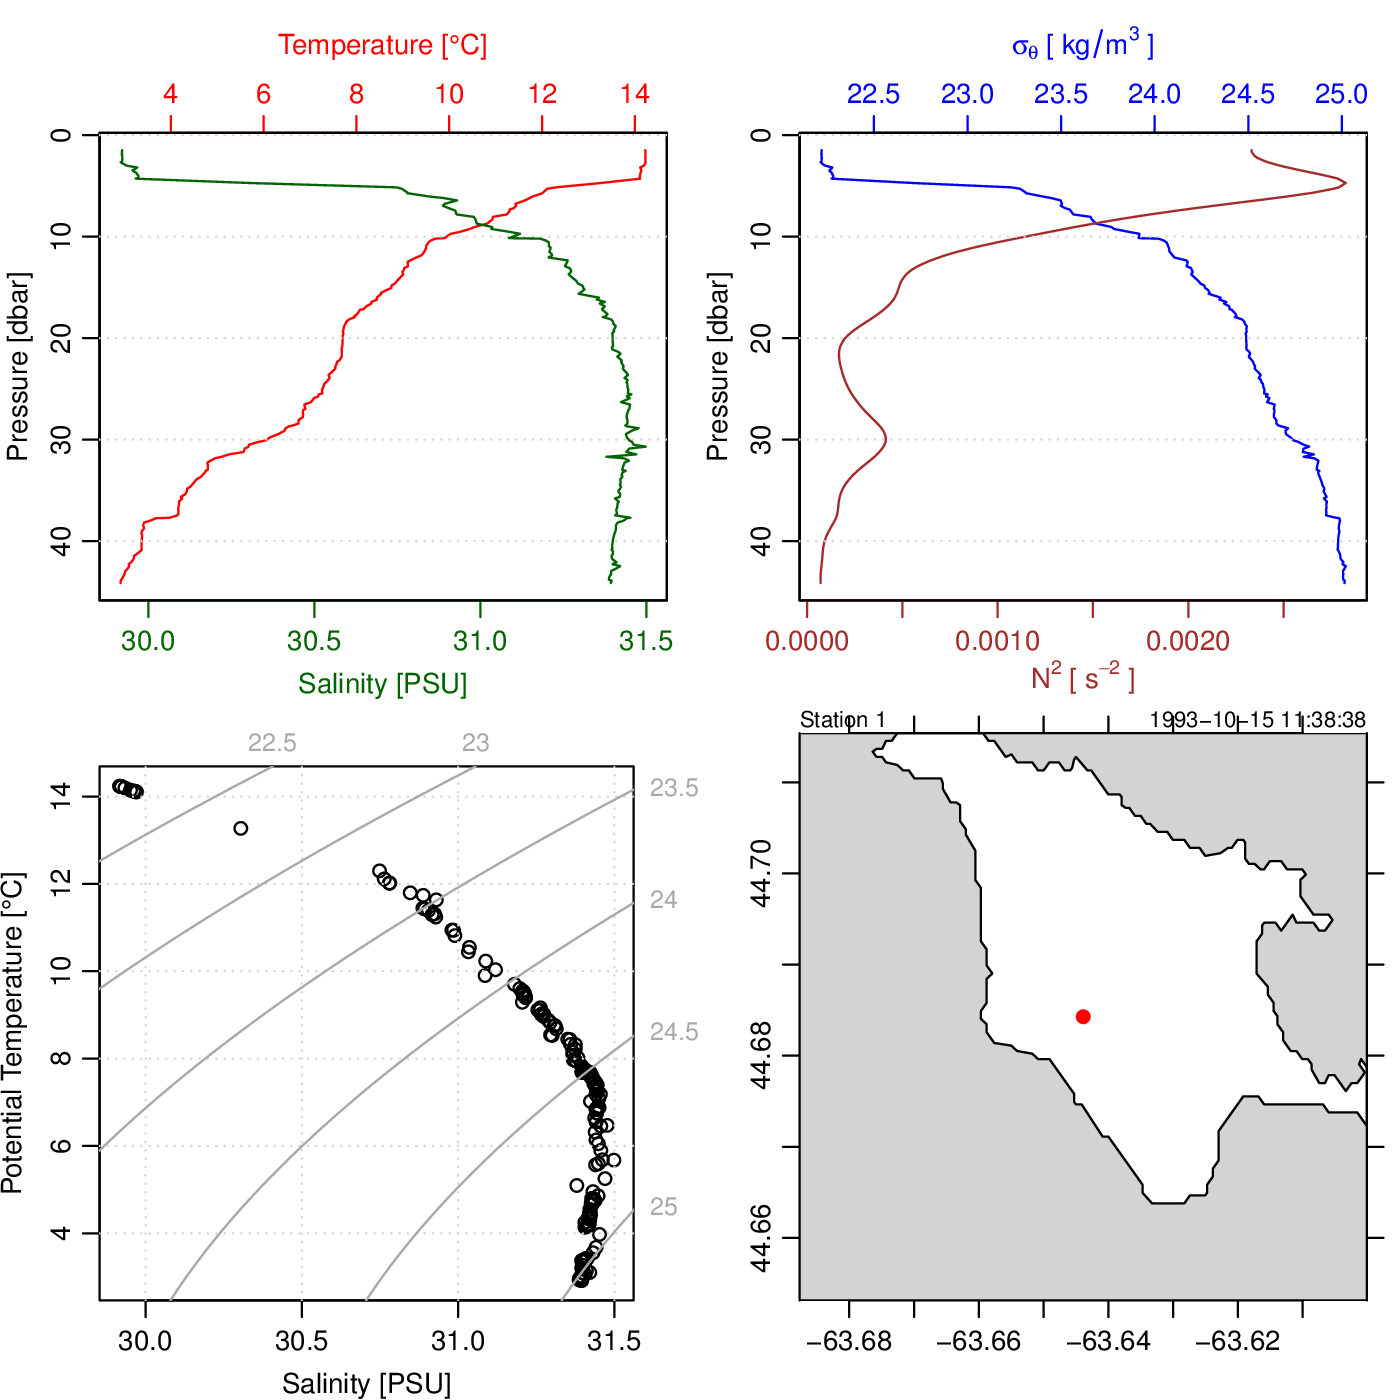 Temperature [°C]
4 6 8 10 12 14
0
10
20
30
40
Pressure [dbar]
30.0 30.5 31.0 31.5
Salinity [PSU]
σθ [ kg/m³ ]
22.5 23.0 23.5 24.0 24.5 25.0
0
10
20
30
40
Pressure [dbar]
0.0000 0.0010 0.0020
N² [ s⁻² ]
22.5 23
23.5
24
24.5
25
14
12
10
8
6
4
Potential Temperature [°C]
30.0 30.5 31.0 31.5
Salinity [PSU]
Station 1 1993−10−15 11:38:38
44.70
44.68
44.66
−63.68 −63.66 −63.64 −63.62